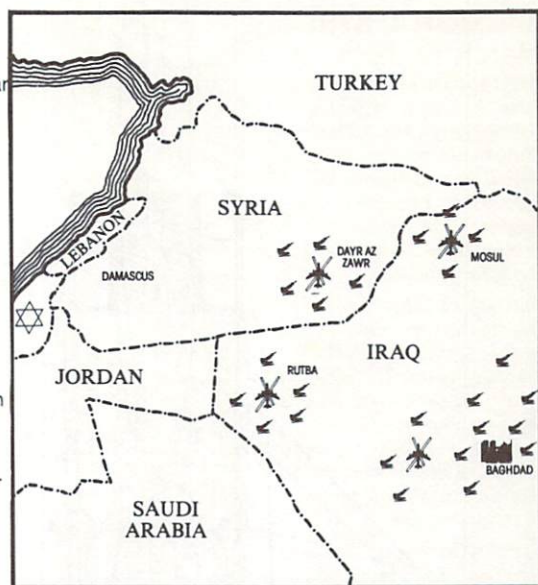 TURKEY
SYRIA
LEBANON
DAMASCUS
DAYR AZ
ZAWR
MOSUL
IRAQ
RUTBA
JORDAN
BAGHDAD
SAUDI
ARABIA